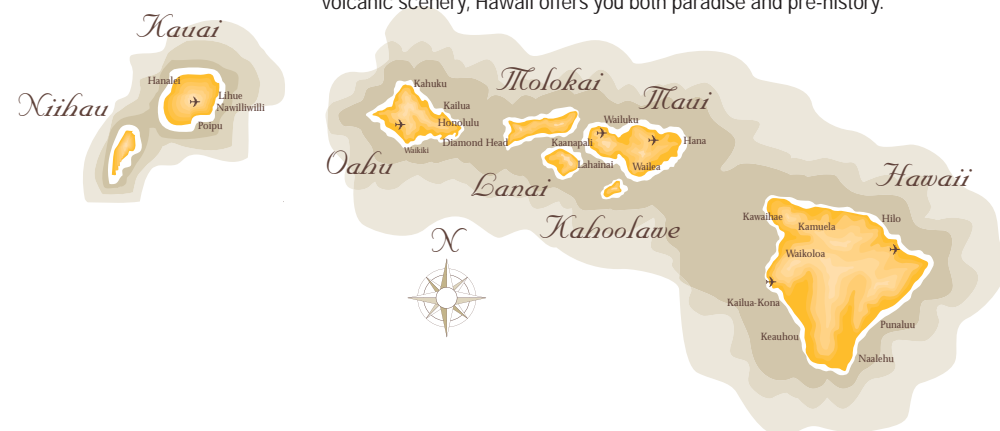 volcanic scenery, Hawaii offers you both paradise and pre-history.
Kauai
Hanalei
Lihue
Nawilliwilli
Poipu
Niihau
Kahuku
Kailua
Honolulu
Diamond Head
Waikiki
Oahu
Molokai
Maui
Wailuku
Kaanapali
Hana
Lahainai
Wailea
Lanai
Kahoolawe
Hawaii
Kawaihae
Kamuela
Hilo
Waikoloa
Kailua-Kona
Keauhou
Punaluu
Naalehu
N